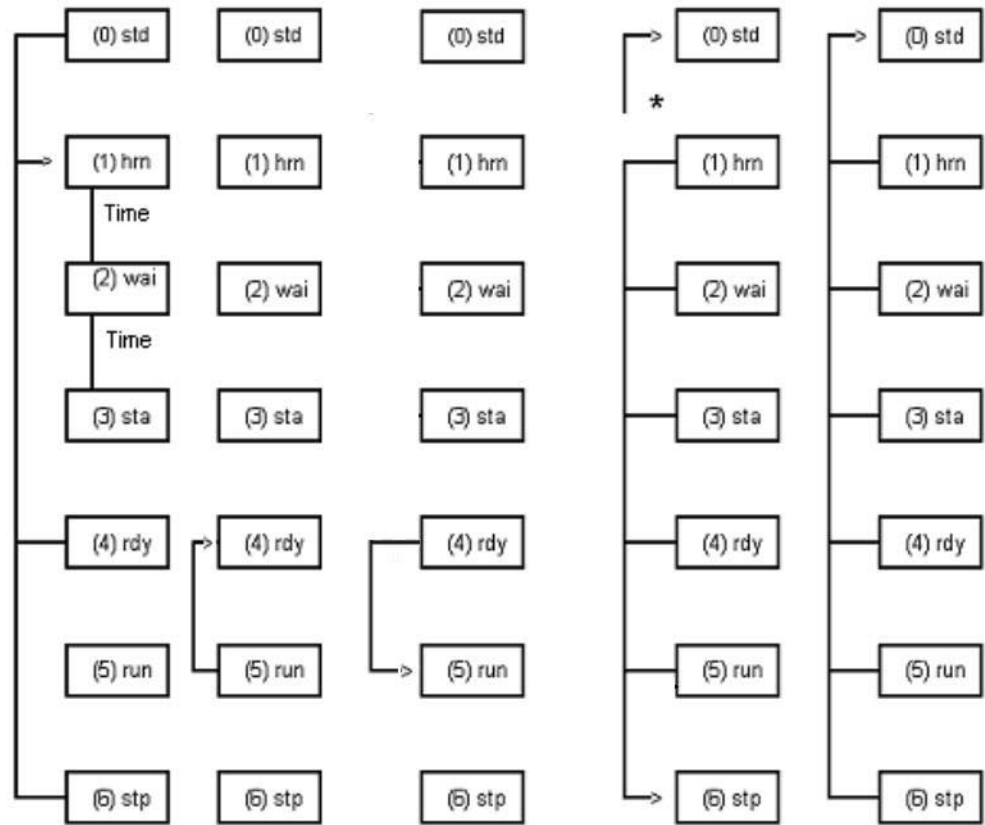 (0) std (0) std (0) std (0) std (0) std
*
(1) hrn (1) hrn (1) hrn (1) hrn (1) hrn
Time
(2) wai (2) wai (2) wai (2) wai (2) wai
Time
(3) sta (3) sta (3) sta (3) sta (3) sta
(4) rdy (4) rdy (4) rdy (4) rdy (4) rdy
(5) run (5) run (5) run (5) run (5) run
(6) stp (6) stp (6) stp (6) stp (6) stp